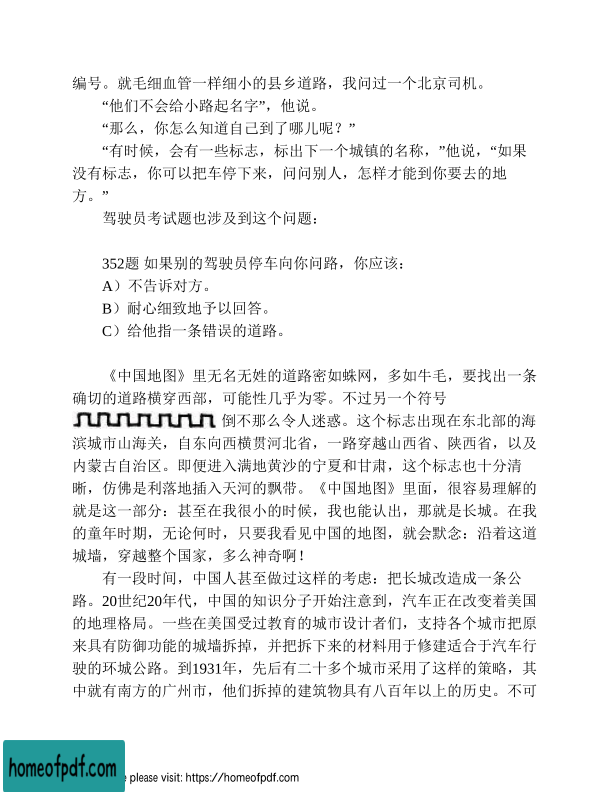 编号。就毛细血管一样细小的县乡道路，我问过一个北京司机。
“他们不会给小路起名字”，他说。
“那么，你怎么知道自己到了哪儿呢？”
“有时候，会有一些标志，标出下一个城镇的名称，”他说，“如果
没有标志，你可以把车停下来，问问别人，怎样才能到你要去的地
方。”
驾驶员考试题也涉及到这个问题：
352题 如果别的驾驶员停车向你问路，你应该：
A）不告诉对方。
B）耐心细致地予以回答。
C）给他指一条错误的道路。
《中国地图》里无名无姓的道路密如蛛网，多如牛毛，要找出一条
确切的道路横穿西部，可能性几乎为零。不过另一个符号
倒不那么令人迷惑。这个标志出现在东北部的海
滨城市山海关，自东向西横贯河北省，一路穿越山西省、陕西省，以及
内蒙古自治区。即便进入满地黄沙的宁夏和甘肃，这个标志也十分清
晰，仿佛是利落地插入天河的飘带。《中国地图》里面，很容易理解的
就是这一部分：甚至在我很小的时候，我也能认出，那就是长城。在我
的童年时期，无论何时，只要我看见中国的地图，就会默念：沿着这道
城墙，穿越整个国家，多么神奇啊！
有一段时间，中国人甚至做过这样的考虑：把长城改造成一条公
路。20世纪20年代，中国的知识分子开始注意到，汽车正在改变着美国
的地理格局。一些在美国受过教育的城市设计者们，支持各个城市把原
来具有防御功能的城墙拆掉，并把拆下来的材料用于修建适合于汽车行
驶的环城公路。到1931年，先后有二十多个城市采用了这样的策略，其
中就有南方的广州市，他们拆掉的建筑物具有八百年以上的历史。不可
homeofpdf.com
e please visit: https://homeofpdf.com